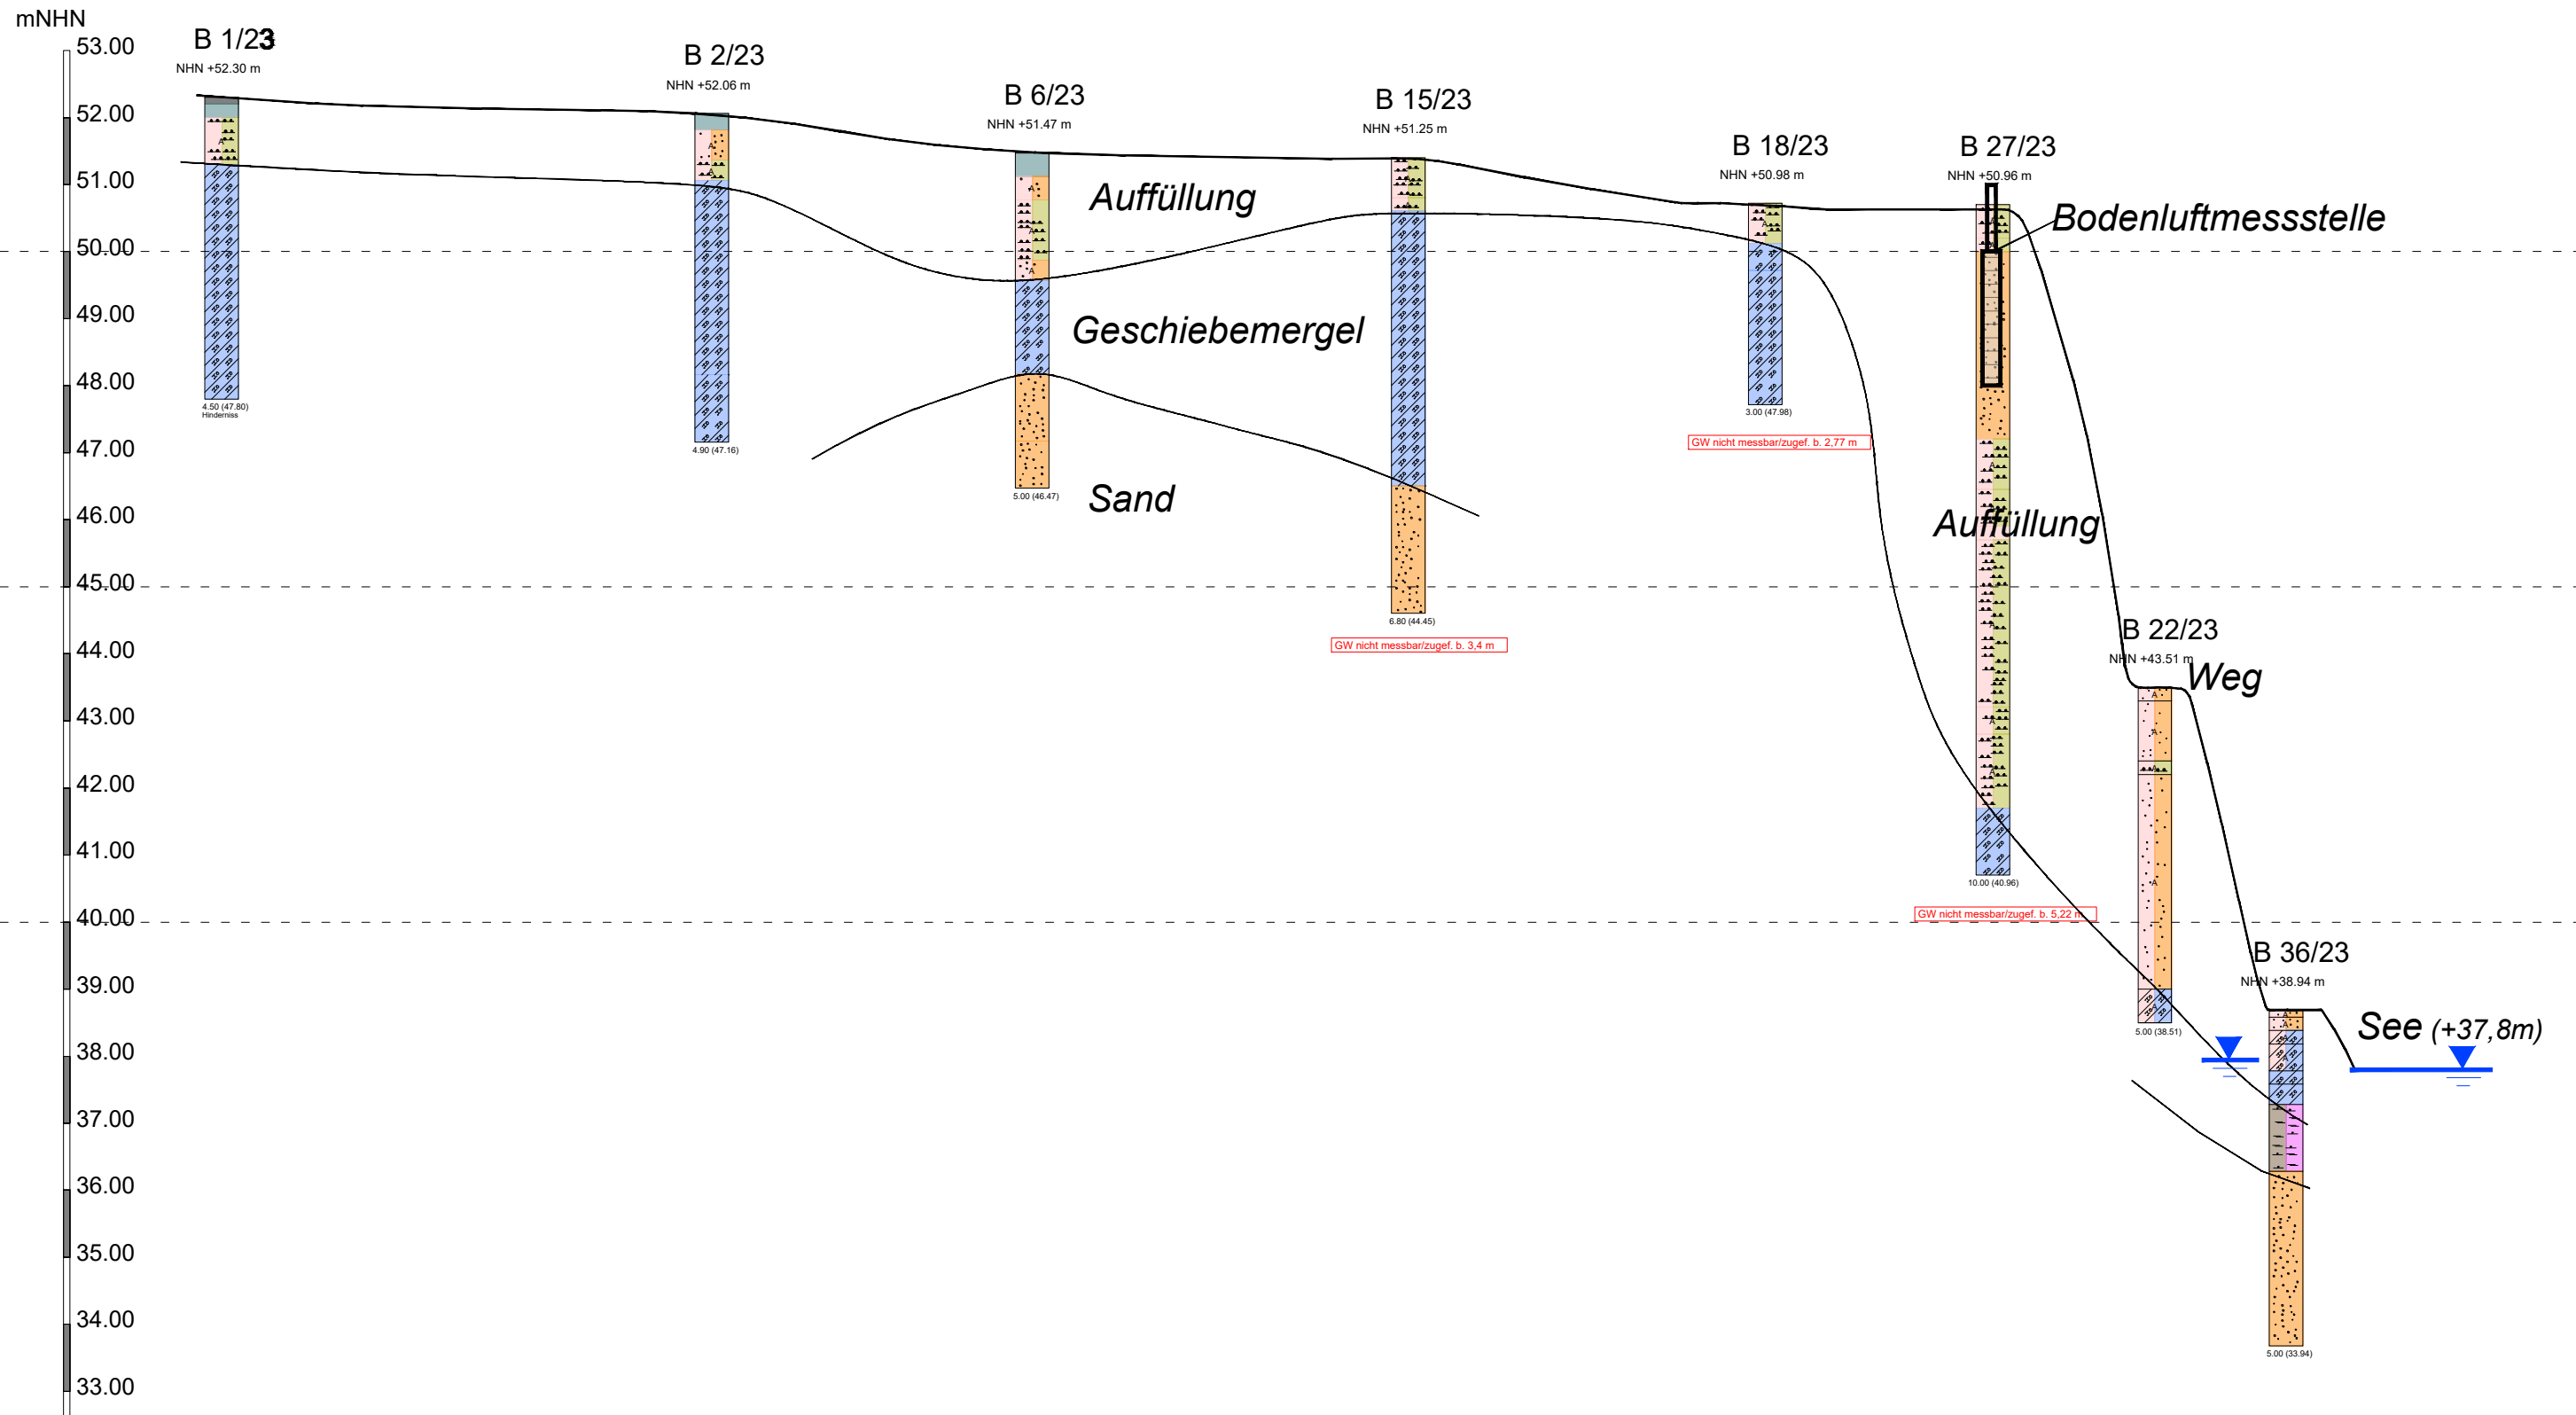 mNHN
53.00
52.00
51.00
50.00
49.00
48.00
47.00
46.00
45.00
44.00
43.00
42.00
41.00
40.00
39.00
38.00
37.00
36.00
35.00
34.00
33.00
B 1/23
NHN +52.30 m
4.50 (47.80)
Hinderniss
B 2/23
NHN +52.06 m
A
A
4.90 (47.16)
B 6/23
NHN +51.47 m
A
A
A
5.00 (46.47)
Auffüllung
Geschiebemergel
Sand
B 15/23
NHN +51.25 m
6.80 (44.45)
GW nicht messbar/zugef. b. 3,4 m
B 18/23
NHN +50.98 m
3.00 (47.98)
GW nicht messbar/zugef. b. 2,77 m
B 27/23
NHN +50.96 m
Bodenluftmessstelle
Auffüllung
10.00 (40.96)
GW nicht messbar/zugef. b. 5,22 m
B 22/23
NHN +43.51 m
Weg
A
A
A
A
5.00 (38.51)
B 36/23
NHN +38.94 m
See (+37,8m)
5.00 (33.94)